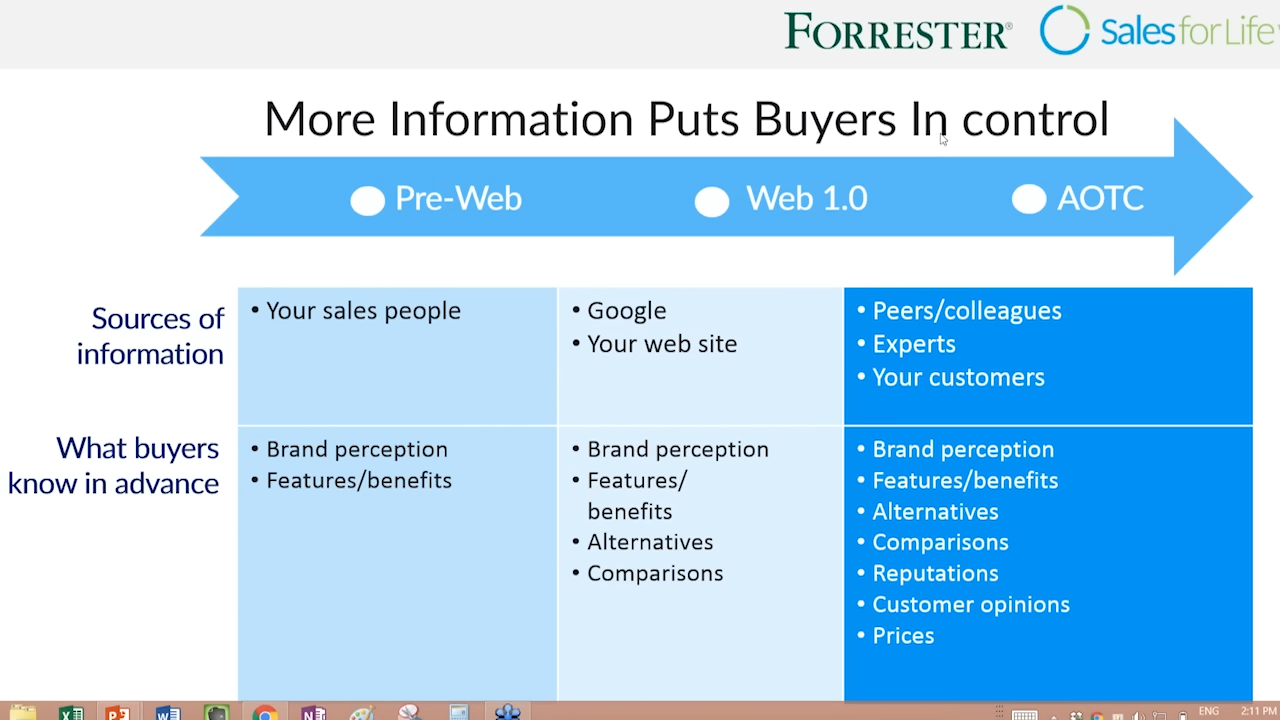 FORRESTER®
Sales for Life
More Information Puts Buyers In control
Pre-Web
Web 1.0
AOTC
Sources of
information
• Your sales people
• Google
• Your web site
• Peers/colleagues
• Experts
• Your customers
What buyers
know in advance
• Brand perception
• Features/benefits
• Brand perception
• Features/
benefits
• Alternatives
• Comparisons
• Brand perception
• Features/benefits
• Alternatives
• Comparisons
• Reputations
• Customer opinions
• Prices
ENG
2:11 PM